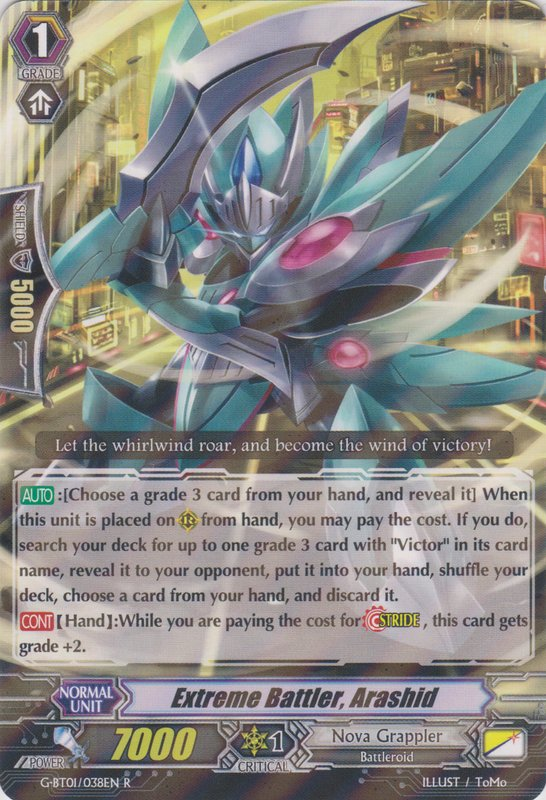 1
GRADE
SHIELD
5000
Let the whirlwind roar, and become the wind of victory!
AUTO:[Choose a grade 3 card from your hand, and reveal it] When
this unit is placed on R from hand, you may pay the cost. If you do,
search your deck for up to one grade 3 card with "Victor" in its card
name, reveal it to your opponent, put it into your hand, shuffle your
deck, choose a card from your hand, and discard it.
CONT【Hand】:While you are paying the cost for STRIDE, this card gets
grade +2.
NORMAL
UNIT
Extreme Battler, Arashid
POWER
7000
1
CRITICAL
Nova Grappler
Battleroid
G-BT01/038EN R
ILLUST / ToMo